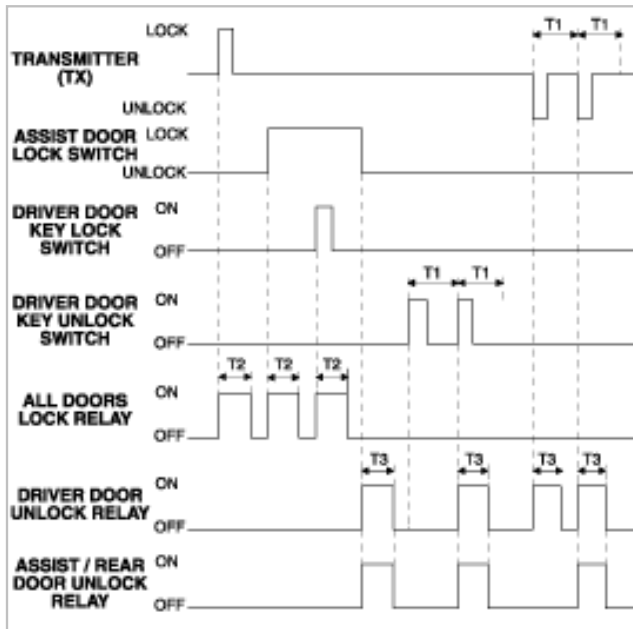 LOCK
TRANSMITTER
(TX)
UNLOCK
T1 T1
ASSIST DOOR
LOCK SWITCH
LOCK
UNLOCK
DRIVER DOOR
KEY LOCK
SWITCH
ON
OFF
DRIVER DOOR
KEY UNLOCK
SWITCH
ON
OFF
T1 T1
ALL DOORS
LOCK RELAY
ON
OFF
T2 T2 T2
DRIVER DOOR
UNLOCK RELAY
ON
OFF
T3 T3 T3 T3
ASSIST / REAR
DOOR UNLOCK
RELAY
ON
OFF